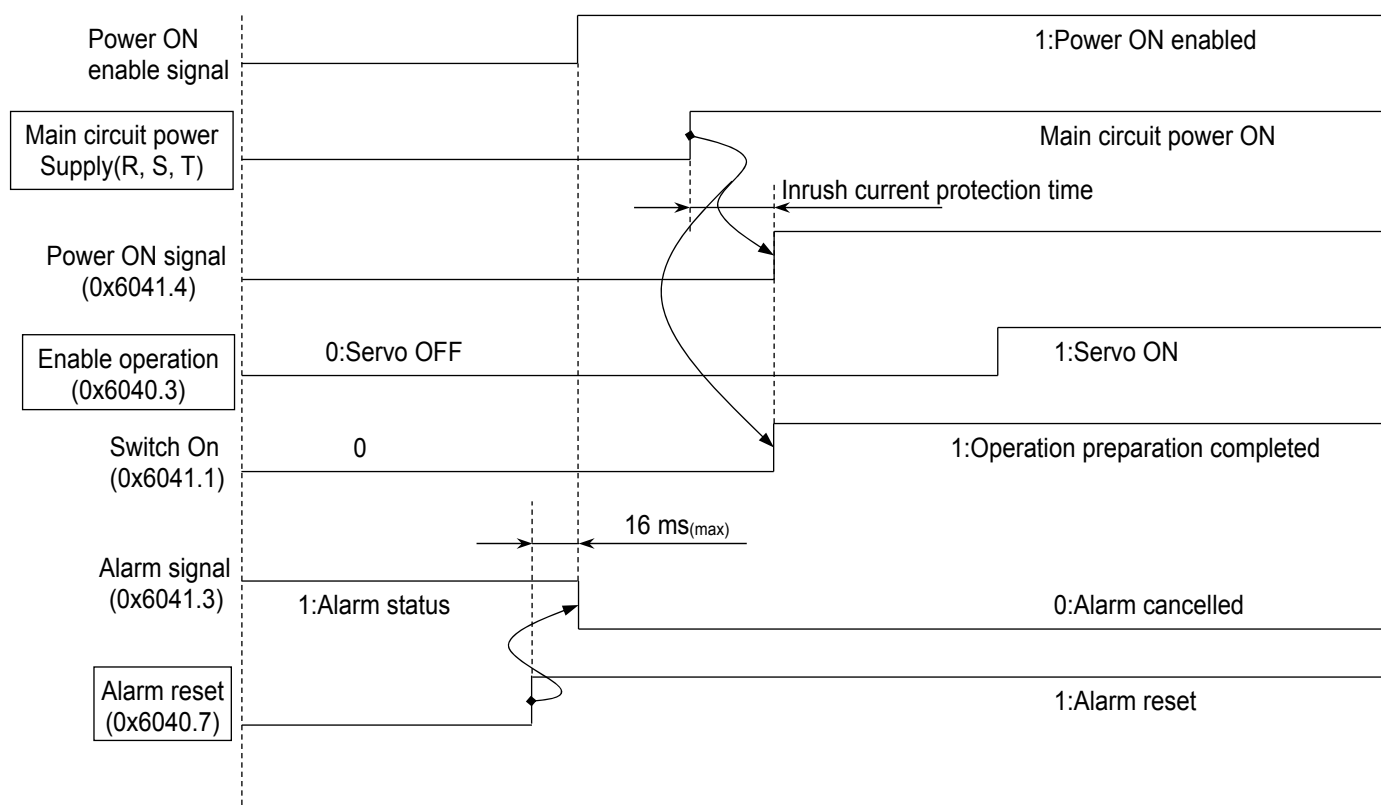 Power ON
enable signal
1:Power ON enabled
Main circuit power
Supply(R, S, T)
Main circuit power ON
Inrush current protection time
Power ON signal
(0x6041.4)
Enable operation
(0x6040.3)
0:Servo OFF
1:Servo ON
Switch On
(0x6041.1)
0
1:Operation preparation completed
16 ms(max)
Alarm signal
(0x6041.3)
1:Alarm status
0:Alarm cancelled
Alarm reset
(0x6040.7)
1:Alarm reset